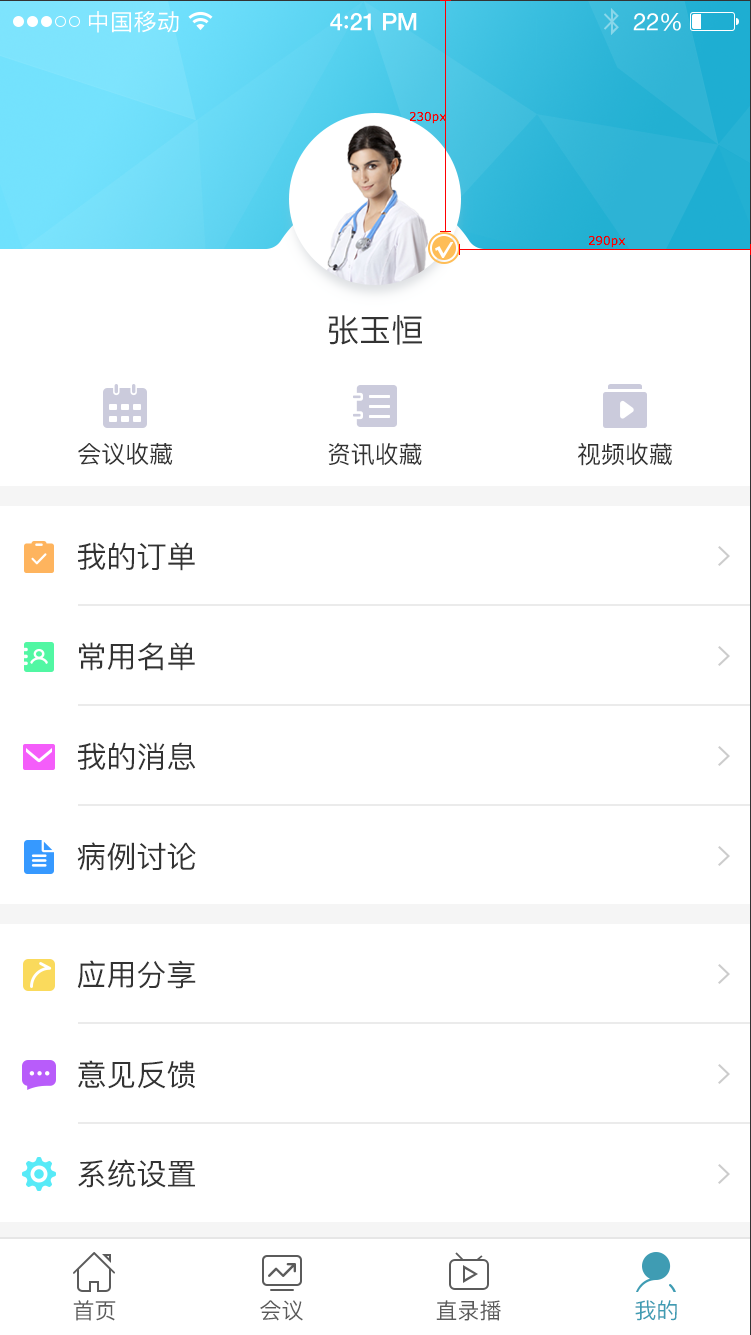 中国移动 4:21 PM 22%
230px
290px
张玉恒
会议收藏 资讯收藏 视频收藏
我的订单
常用名单
我的消息
病例讨论
应用分享
意见反馈
系统设置
首页 会议 直录播 我的